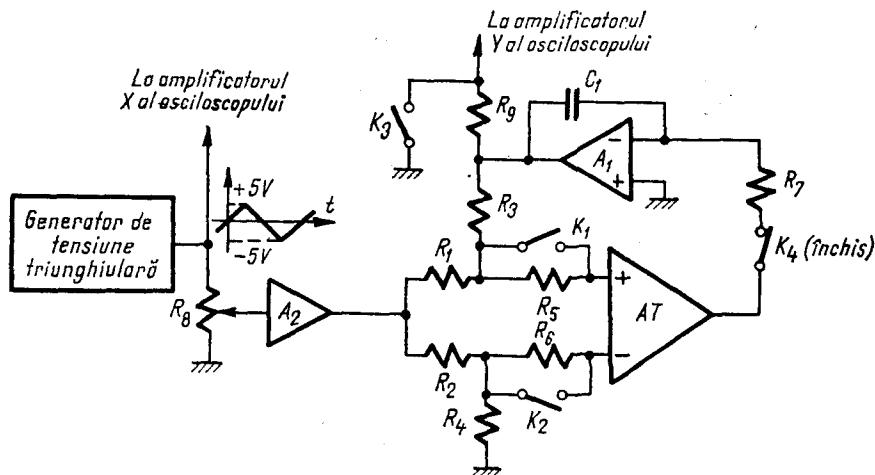 La amplificatorul
Y al osciloscopului
La amplificatorul
X al osciloscopului
C₁
K₃
R₉
A₁
-
+
R₇
+5V
t
-5V
Generator de
tensiune
triunghiulară
R₃
K₁
K₄ (închis)
R₁
R₅
+
AT
R₈
A₂
R₆
-
R₂
R₄
K₂